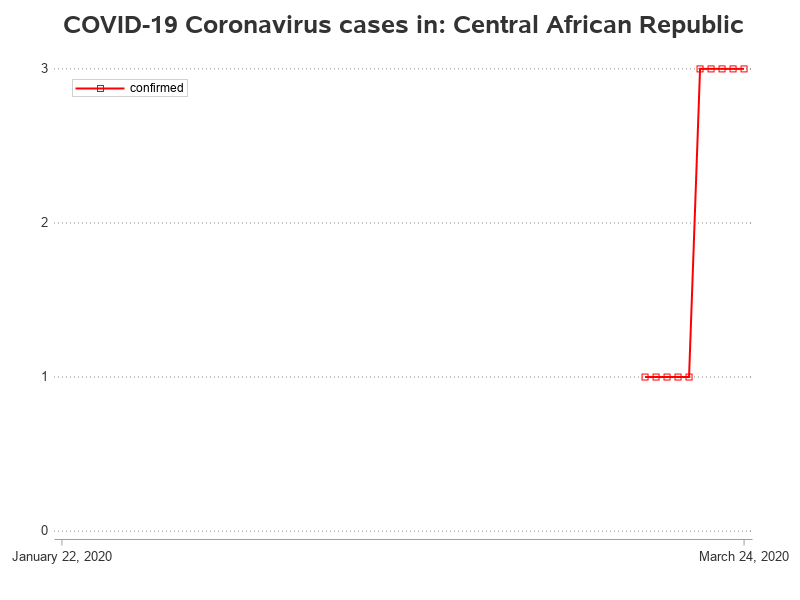 COVID-19 Coronavirus cases in: Central African Republic
3
confirmed
2
1
0
January 22, 2020
March 24, 2020